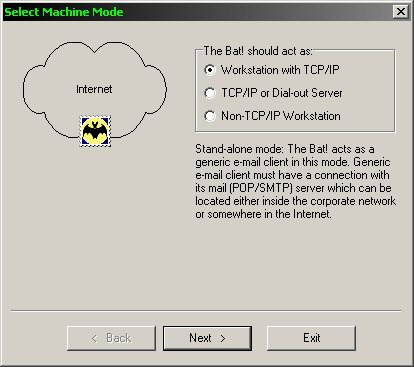 Select Machine Mode
Internet
The Bat! should act as:
Workstation with TCP/IP
TCP/IP or Dial-out Server
Non-TCP/IP Workstation
Stand-alone mode: The Bat! acts as a
generic e-mail client in this mode. Generic
e-mail client must have a connection with
its mail (POP/SMTP) server which can be
located either inside the corporate network
or somewhere in the Internet.
< Back
Next >
Exit